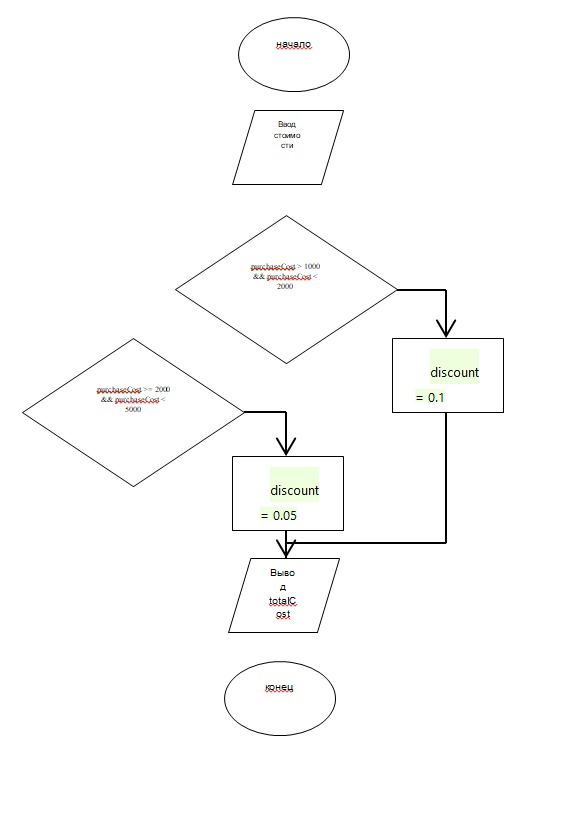 начало
Ввод
стоимо
сти
purchaseCost > 1000
&& purchaseCost <
2000
discount
= 0.1
purchaseCost >= 2000
&& purchaseCost <
5000
discount
= 0.05
Выво
д
totalC
ost
конец